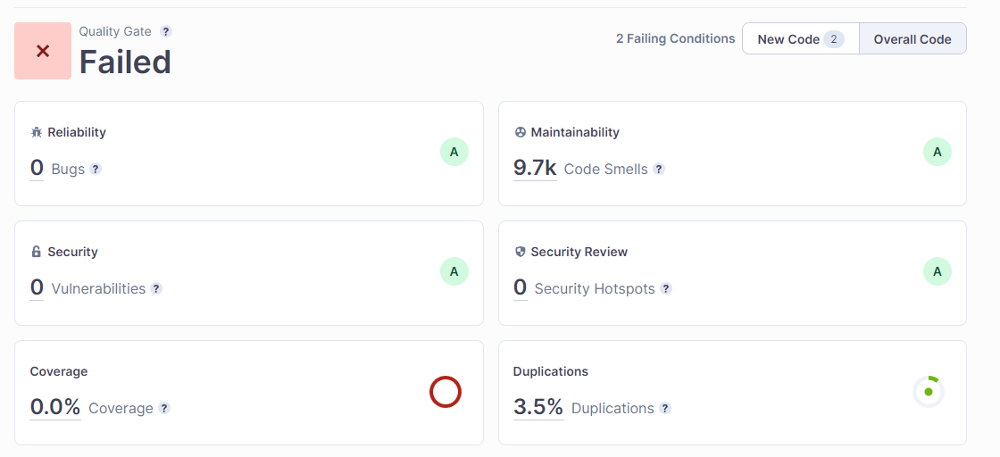 Quality Gate ?
Failed
2 Failing Conditions
New Code 2
Overall Code
Reliability
0 Bugs ?
A
Maintainability
9.7k Code Smells ?
A
Security
0 Vulnerabilities ?
A
Security Review
0 Security Hotspots ?
A
Coverage
0.0% Coverage ?
Duplications
3.5% Duplications ?